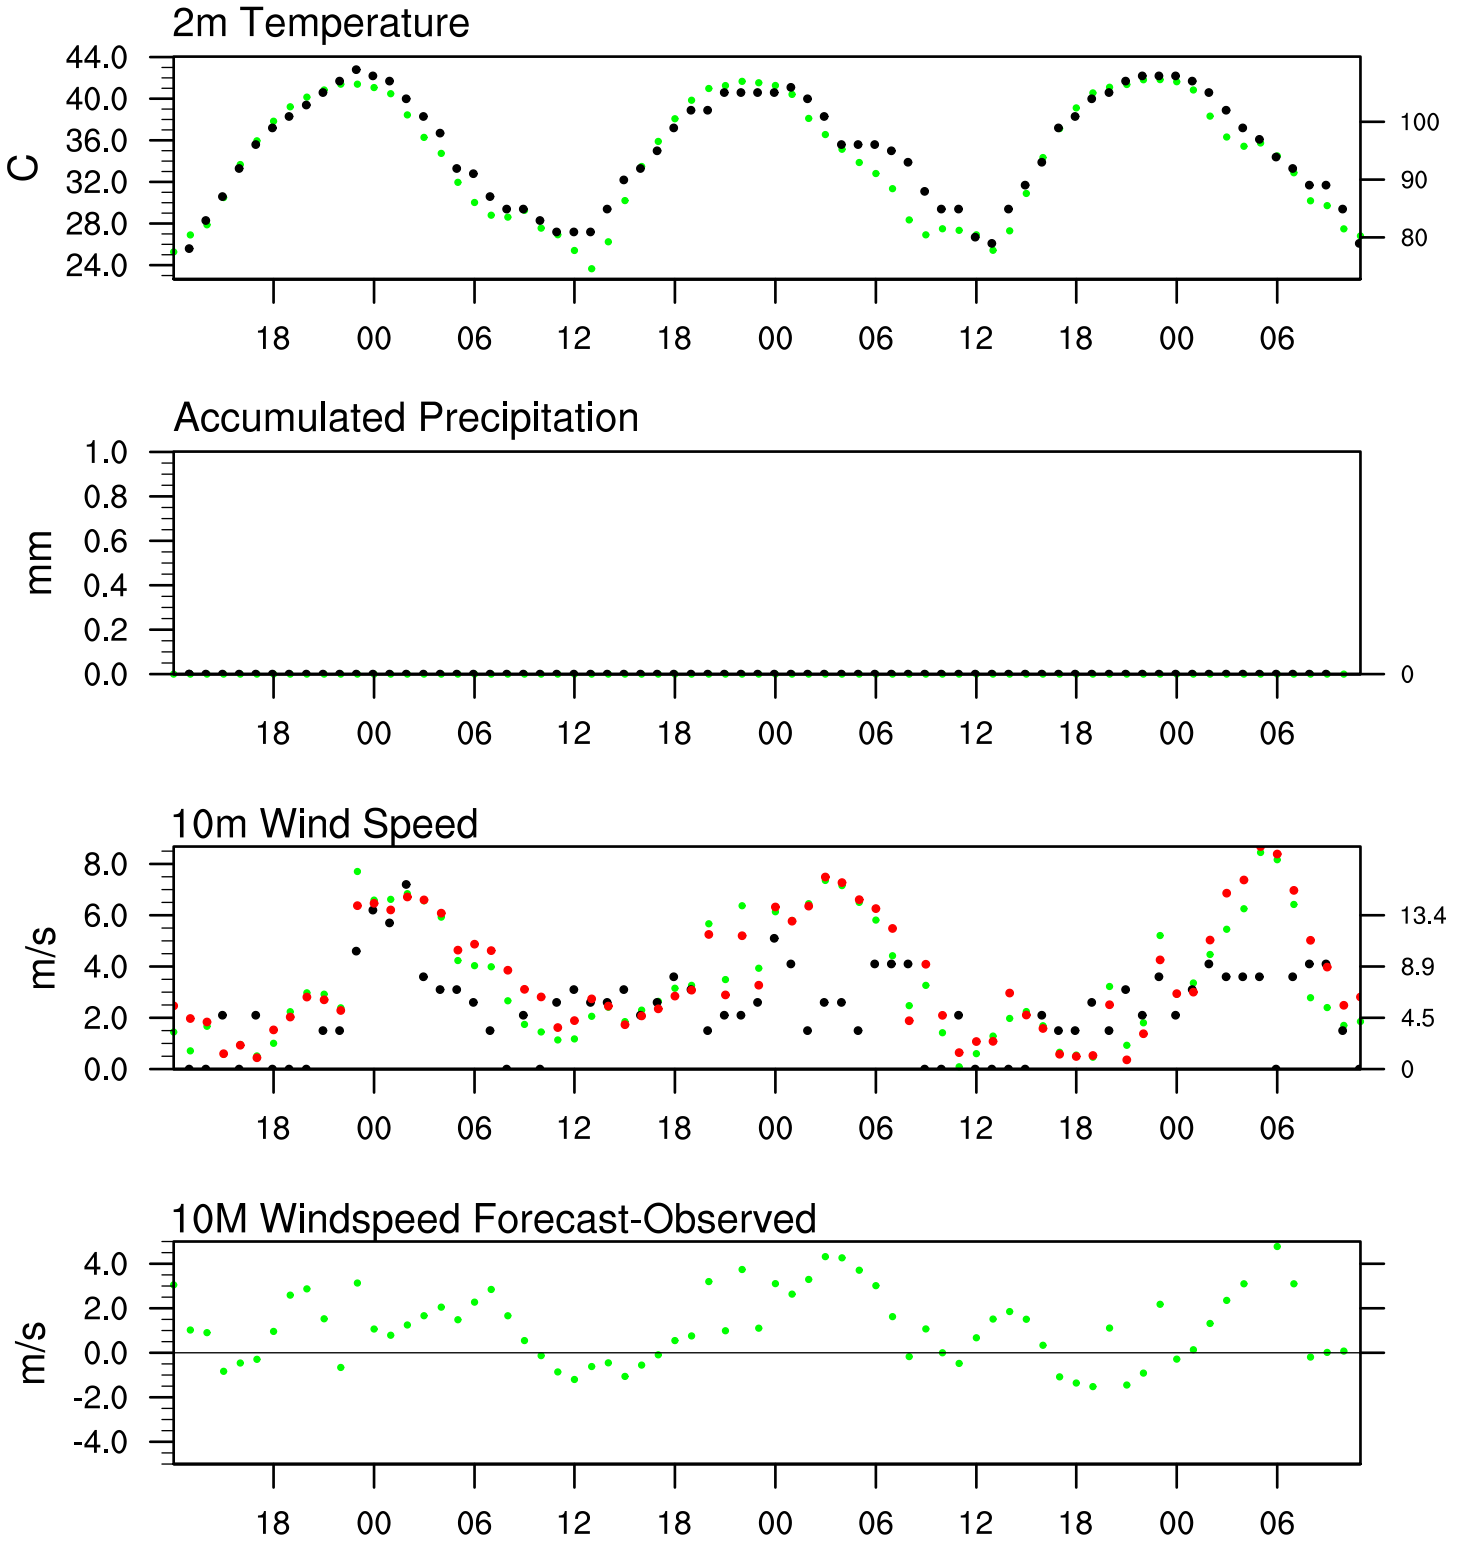 2m Temperature
44.0
40.0
36.0
32.0
28.0
24.0
C
100
90
80
18 00 06 12 18 00 06 12 18 00 06
Accumulated Precipitation
1.0
0.8
0.6
0.4
0.2
0.0
mm
0
18 00 06 12 18 00 06 12 18 00 06
10m Wind Speed
8.0
6.0
4.0
2.0
0.0
m/s
13.4
8.9
4.5
0
18 00 06 12 18 00 06 12 18 00 06
10M Windspeed Forecast-Observed
4.0
2.0
0.0
-2.0
-4.0
m/s
18 00 06 12 18 00 06 12 18 00 06